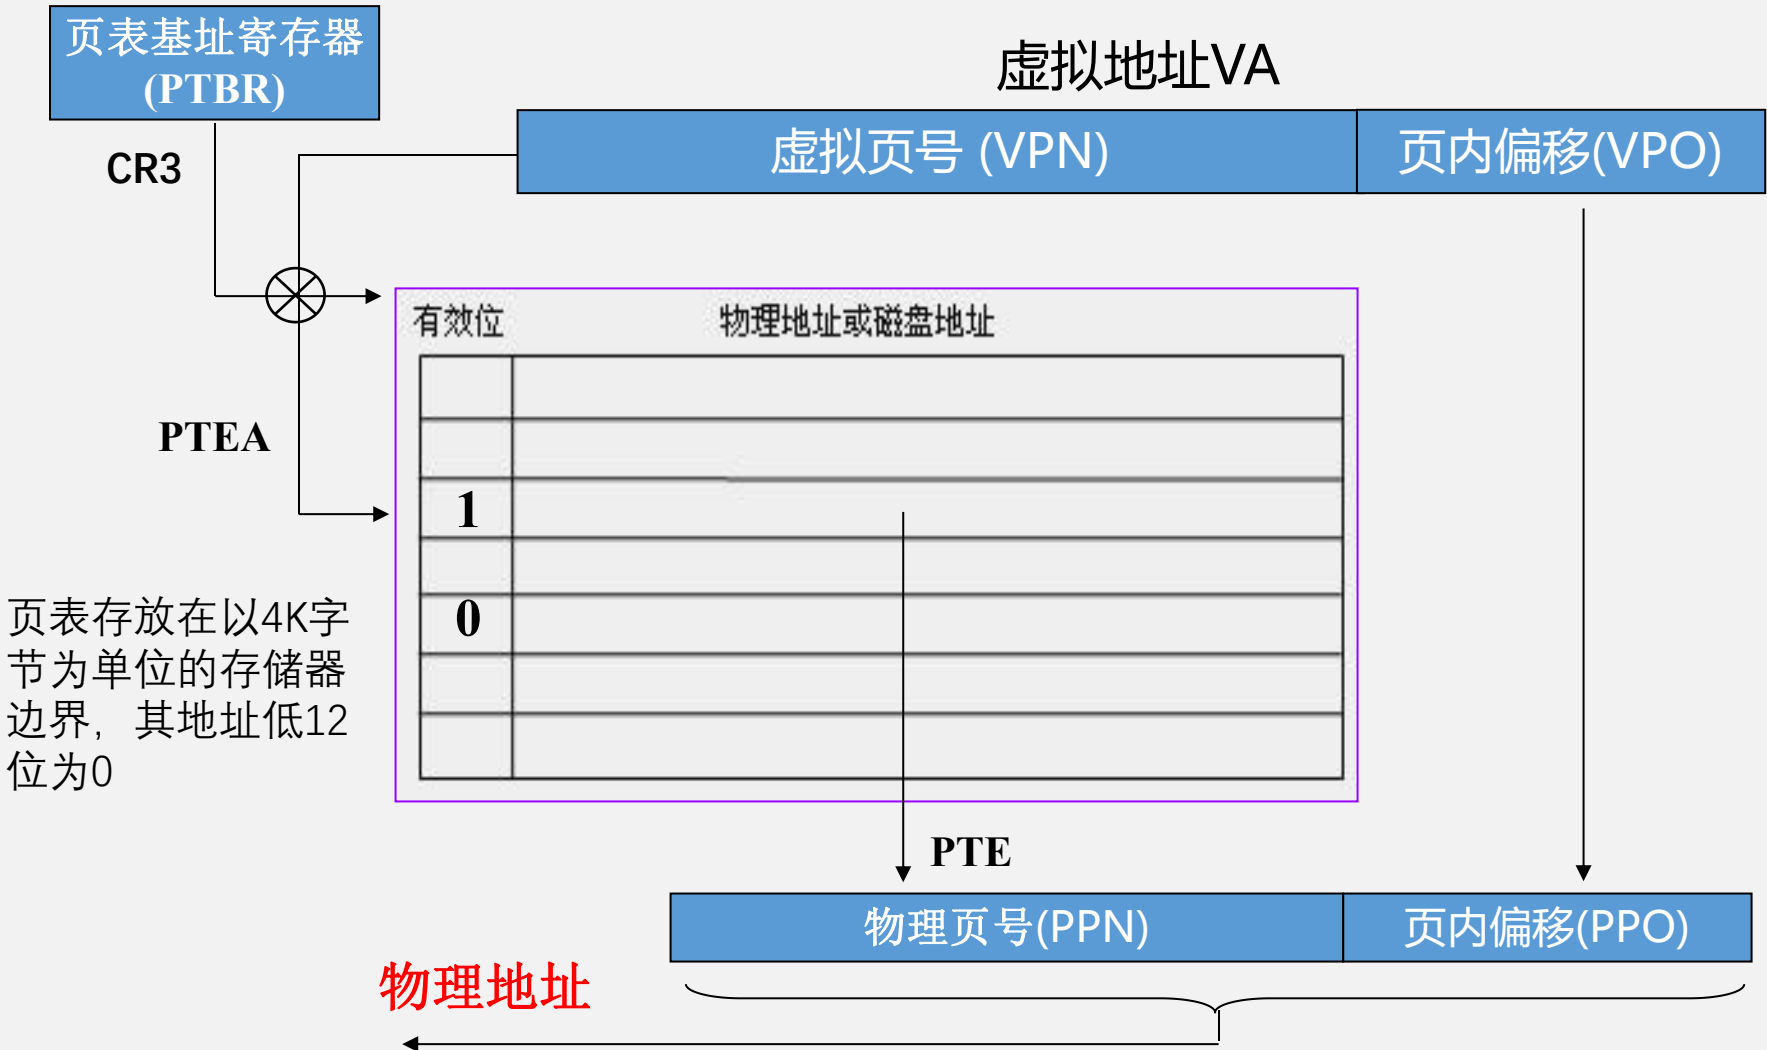 页表基址寄存器
(PTBR)
虚拟地址VA
CR3
虚拟页号 (VPN)
页内偏移(VPO)
有效位
物理地址或磁盘地址
PTEA
1
0
页表存放在以4K字
节为单位的存储器
边界，其地址低12
位为0
PTE
物理页号(PPN)
页内偏移(PPO)
物理地址